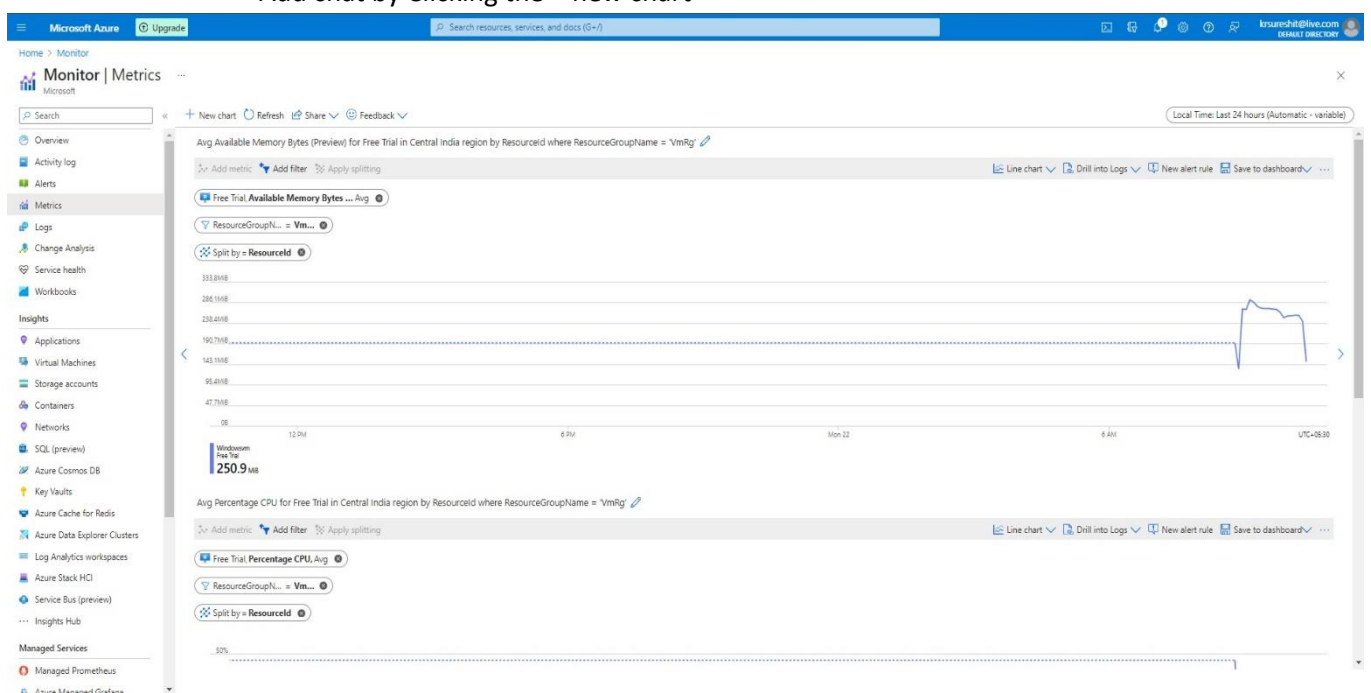 Add chat by Clicking the + new chart
Microsoft Azure
Upgrade
Search resources, services, and docs (G+/)
krsureshit@live.com
DEFAULT DIRECTORY
Home > Monitor
Monitor | Metrics ...
Microsoft
Search
«
+ New chart Refresh Share Feedback
Local Time: Last 24 hours (Automatic - variable)
Overview
Activity log
Alerts
Metrics
Logs
Change Analysis
Service health
Workbooks
Insights
Applications
Virtual Machines
Storage accounts
Containers
Networks
SQL (preview)
Azure Cosmos DB
Key Vaults
Azure Cache for Redis
Azure Data Explorer Clusters
Log Analytics workspaces
Azure Stack HCI
Service Bus (preview)
Insights Hub
Managed Services
Managed Prometheus
Azure Managed Grafana
Avg Available Memory Bytes (Preview) for Free Trial in Central India region by ResourceId where ResourceGroupName = 'VmRg'
Add metric Add filter Apply splitting
Line chart Drill into Logs New alert rule Save to dashboard ...
Free Trial, Available Memory Bytes ... Avg
ResourceGroupN... = Vm...
Split by = ResourceId
333.8MiB
286.1MiB
238.4MiB
190.7MiB
143.1MiB
95.4MiB
47.7MiB
0B
12 PM 6 PM Mon 22 6 AM UTC+05:30
Windowsvm
Free Trial
250.9 MB
Avg Percentage CPU for Free Trial in Central India region by ResourceId where ResourceGroupName = 'VmRg'
Add metric Add filter Apply splitting
Line chart Drill into Logs New alert rule Save to dashboard ...
Free Trial, Percentage CPU, Avg
ResourceGroupN... = Vm...
Split by = ResourceId
50%